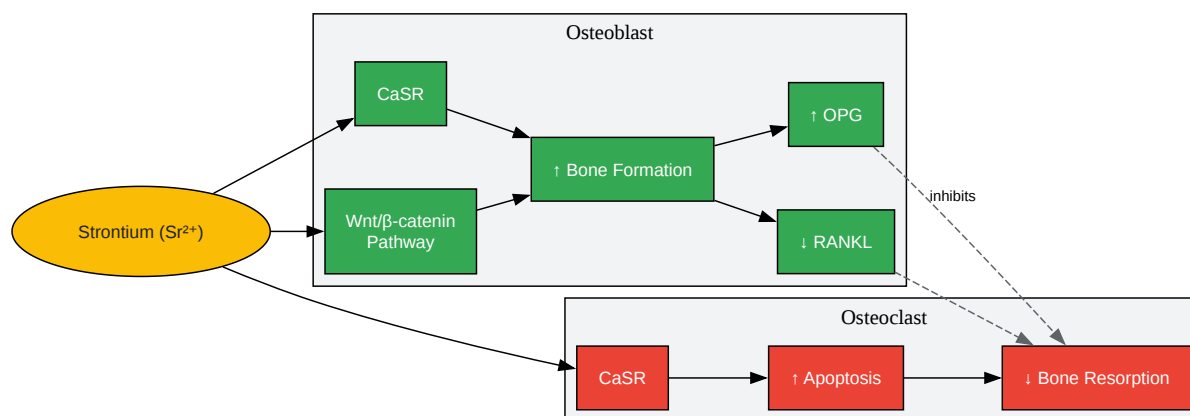 Osteoblast
CaSR
↑ OPG
↑ Bone Formation
inhibits
Strontium (Sr²⁺)
Wnt/β-catenin
Pathway
↓ RANKL
Osteoclast
CaSR
↑ Apoptosis
↓ Bone Resorption